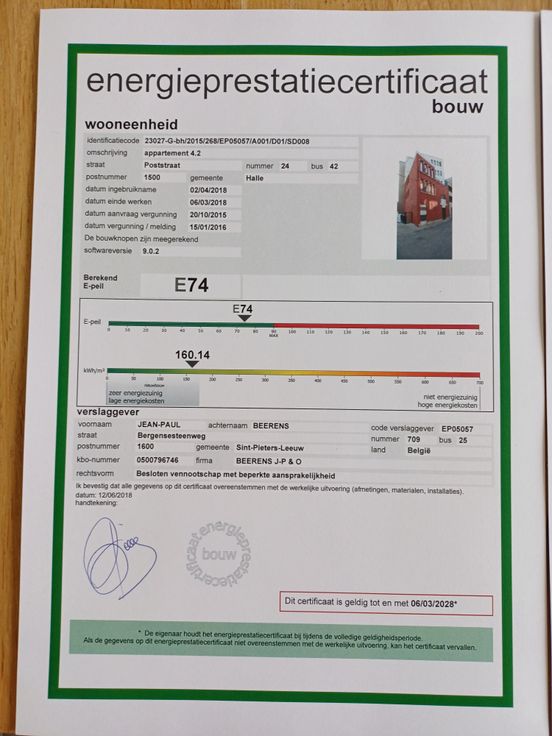 energieprestatiecertificaat
bouw
wooneenheid
identificatiecode 23027-G-bh/2015/268/EP05057/A001/D01/SD008
omschrijving appartement 4.2
straat Poststraat nummer 24 bus 42
postnummer 1500 gemeente Halle
datum ingebruikname 02/04/2018
datum einde werken 06/03/2018
datum aanvraag vergunning 20/10/2015
datum vergunning / melding 15/01/2016
De bouwknopen zijn meegerekend
softwareversie 9.0.2
Berekend
E-peil E74
E74
E-peil
0 10 20 30 40 50 60 70 80 90 100 110 120 130 140 150 160 170 180 190 200
MAX
160.14
kWh/m²
0 50 100 150 200 250 300 350 400 450 500 550 600 650 700
nieuwbouw
zeer energiezuinig niet energiezuinig
lage energiekosten hoge energiekosten
verslaggever
voornaam JEAN-PAUL achternaam BEERENS code verslaggever EP05057
straat Bergensesteenweg nummer 709 bus 25
postnummer 1600 gemeente Sint-Pieters-Leeuw land België
kbo-nummer 0500796746 firma BEERENS J-P & O
rechtsvorm Besloten vennootschap met beperkte aansprakelijkheid
Ik bevestig dat alle gegevens op dit certificaat overeenstemmen met de werkelijke uitvoering (afmetingen, materialen, installaties).
datum: 12/06/2018
handtekening:
energieprestatiecertificaat
bouw
Dit certificaat is geldig tot en met 06/03/2028*
* De eigenaar houdt het energieprestatiecertificaat bij tijdens de volledige geldigheidsperiode.
Als de gegevens op dit energieprestatiecertificaat niet overeenstemmen met de werkelijke uitvoering, kan het certificaat vervallen.